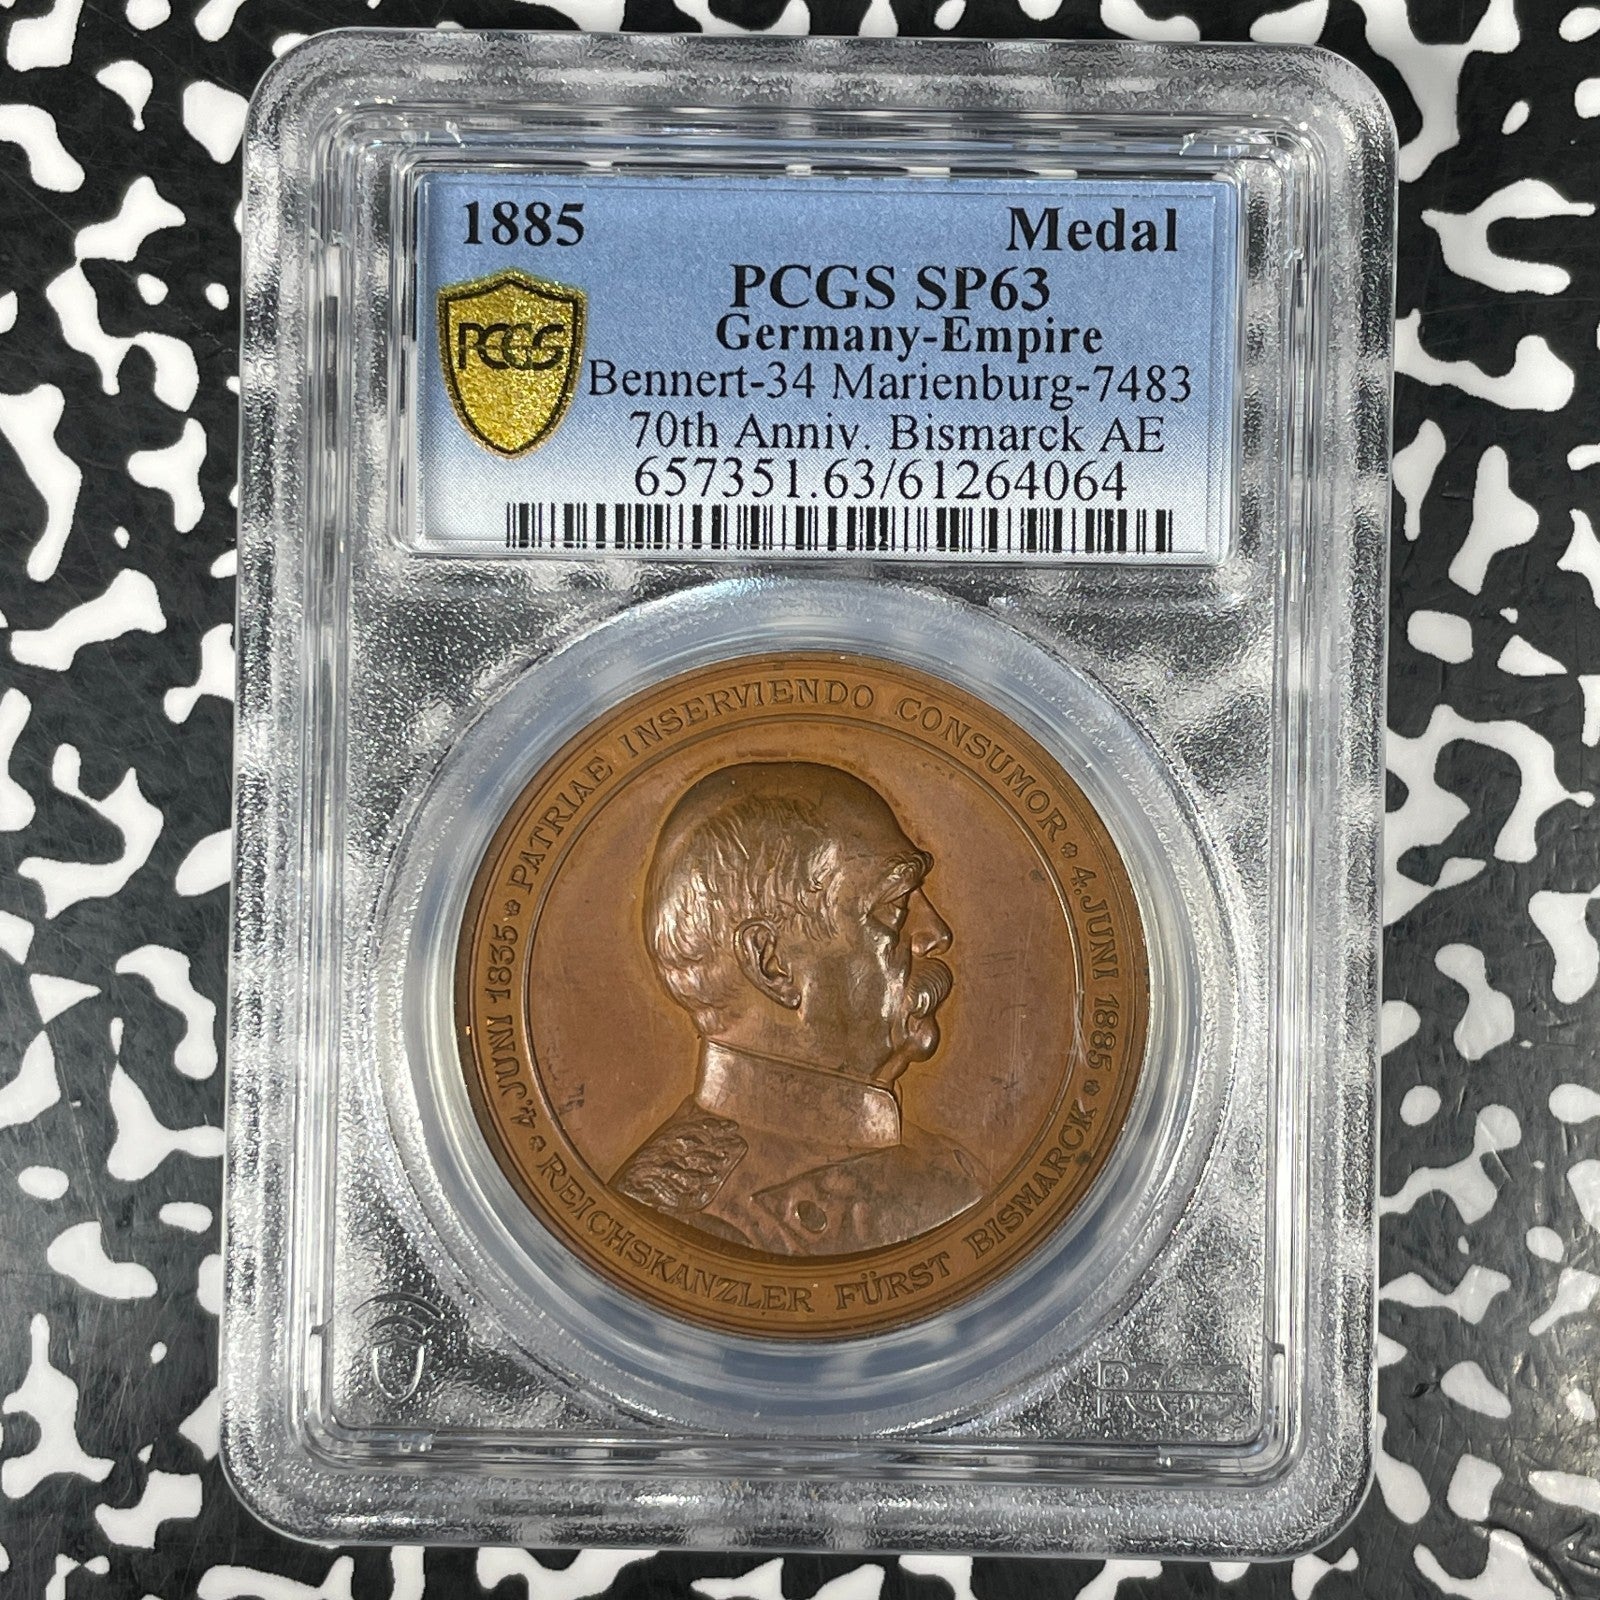 1885 Medal
PCGS SP63
Germany-Empire
PCGS
Bennert-34 Marienburg-7483
70th Anniv. Bismarck AE
657351.63/61264064
4.JUNI 1835 · PATRIAE INSERVIENDO CONSUMOR · 4.JUNI 1885
REICHSKANZLER FÜRST BISMARCK
PCGS